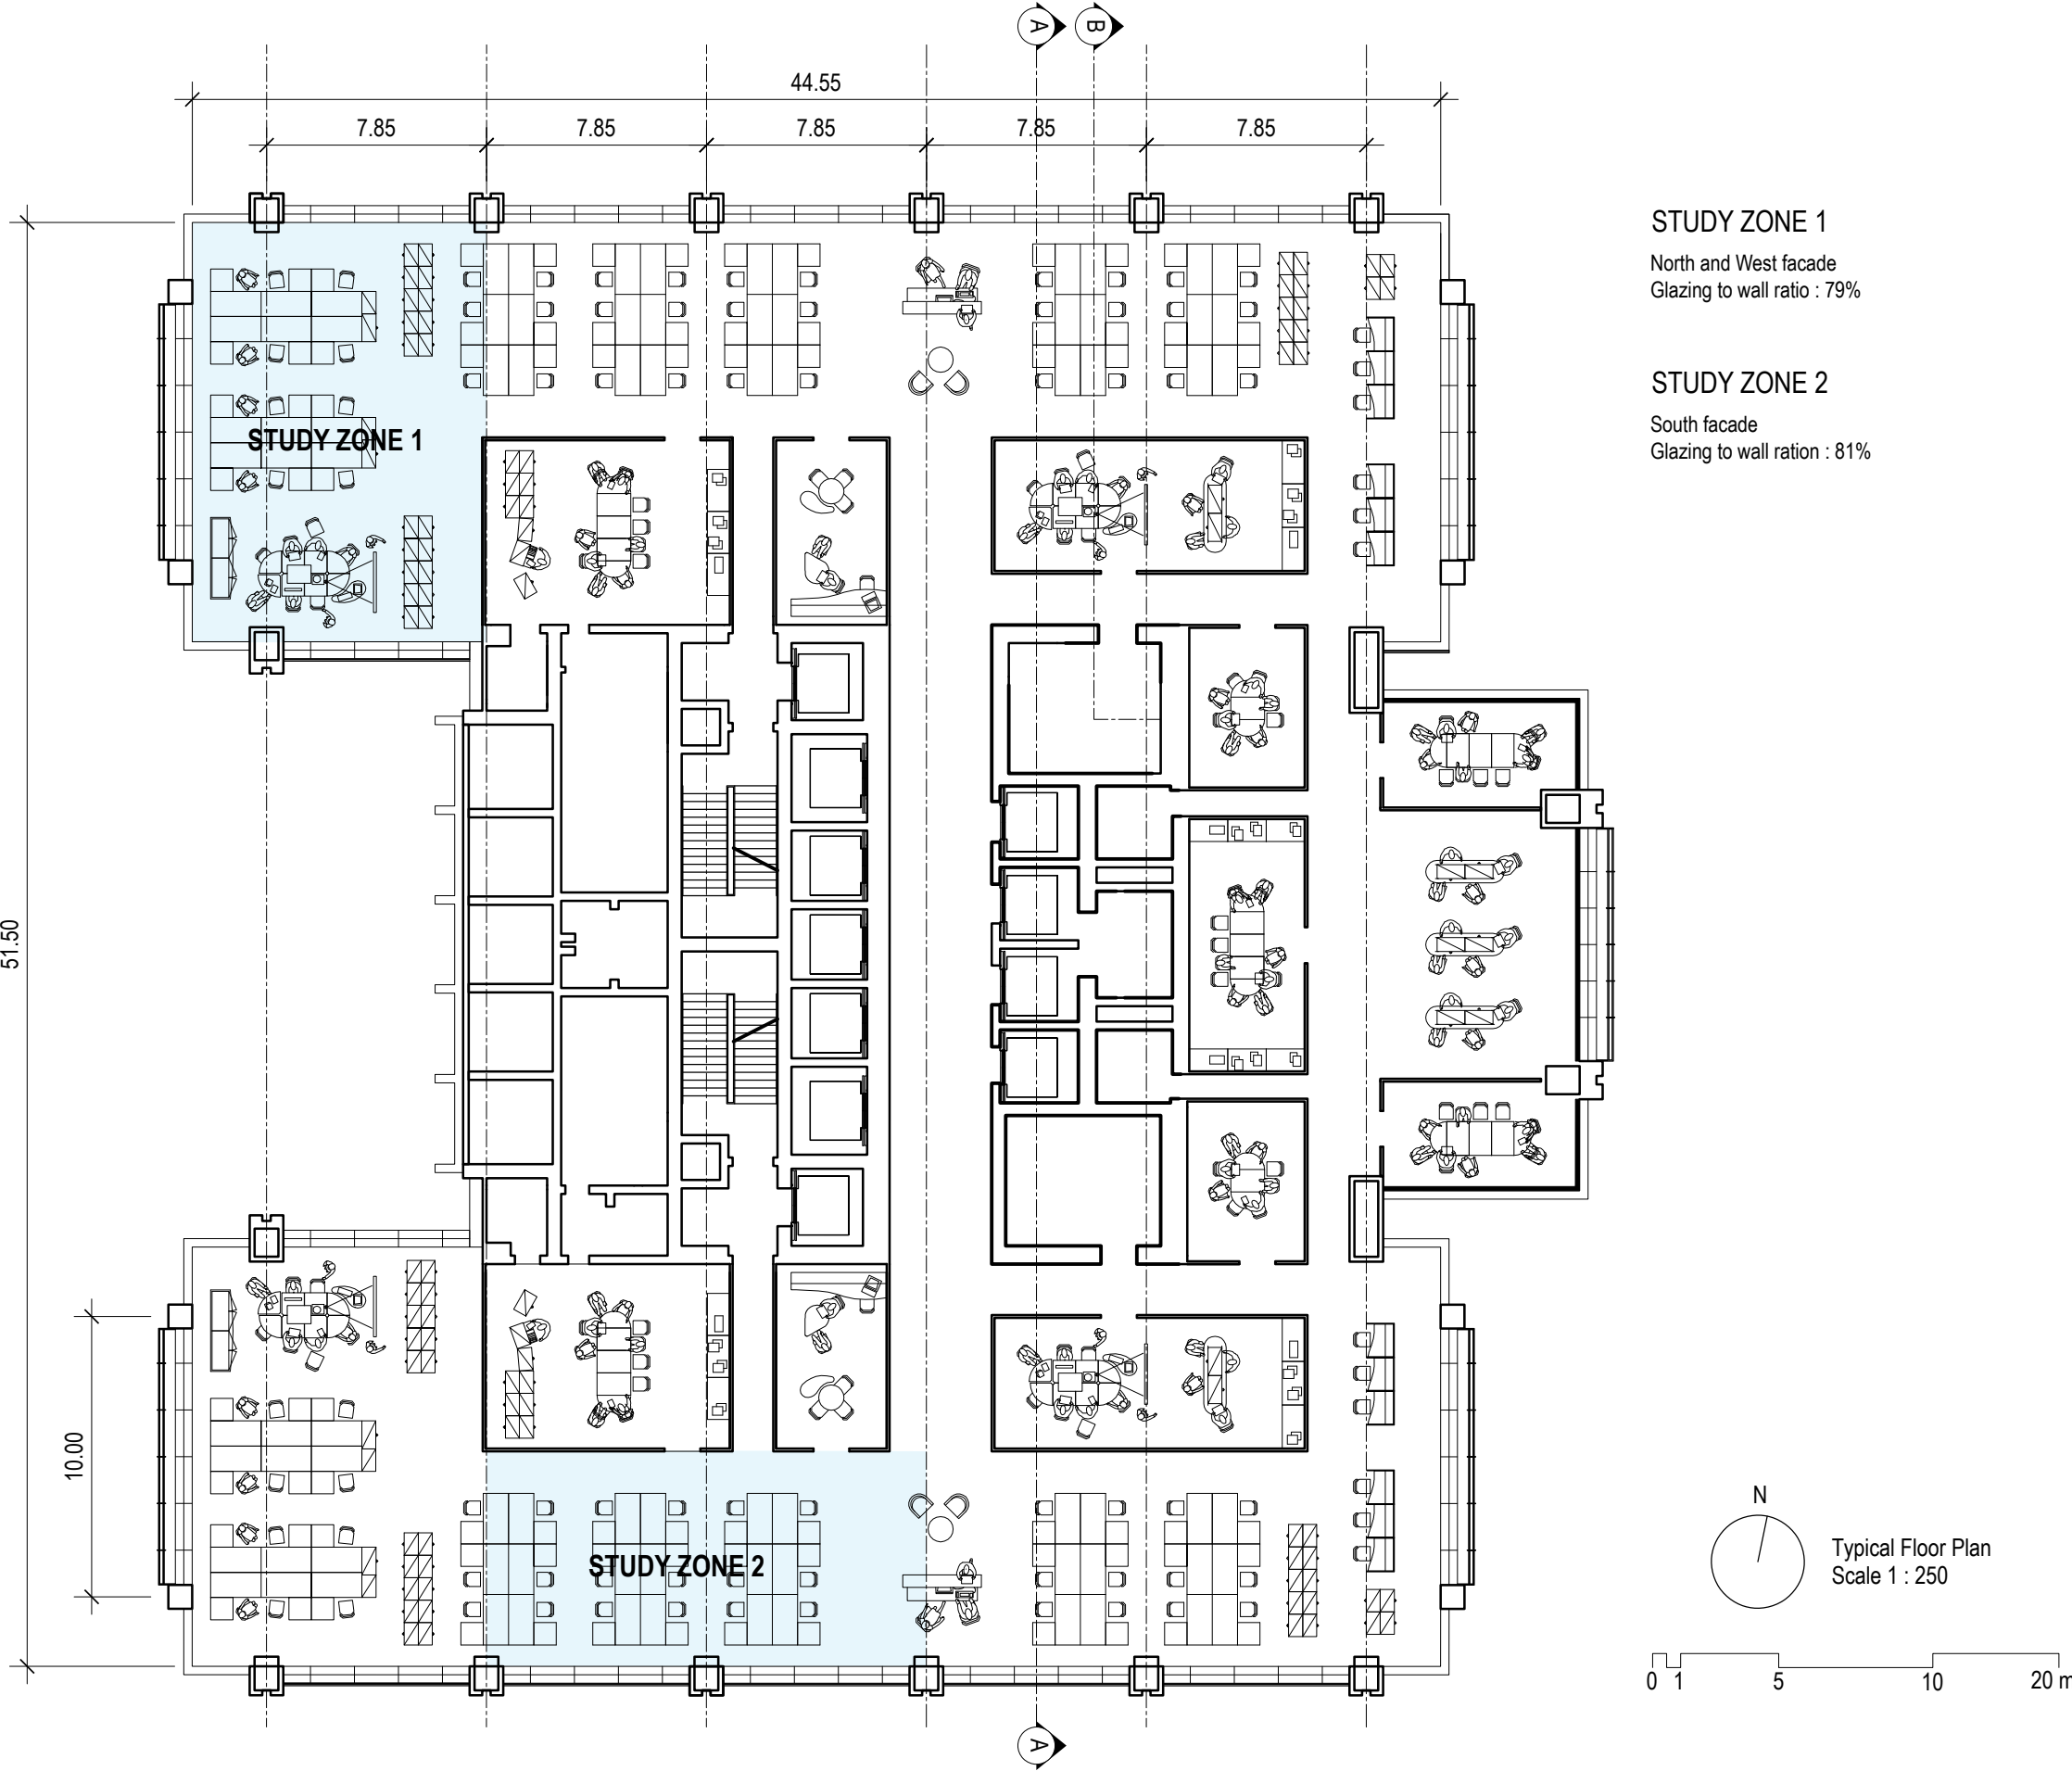 A
B
44.55
7.85
7.85
7.85
7.85
7.85
STUDY ZONE 1
North and West facade
Glazing to wall ratio : 79%
STUDY ZONE 2
South facade
Glazing to wall ration : 81%
STUDY ZONE 1
51.50
10.00
STUDY ZONE 2
N
Typical Floor Plan
Scale 1 : 250
0 1 5 10 20 m
A